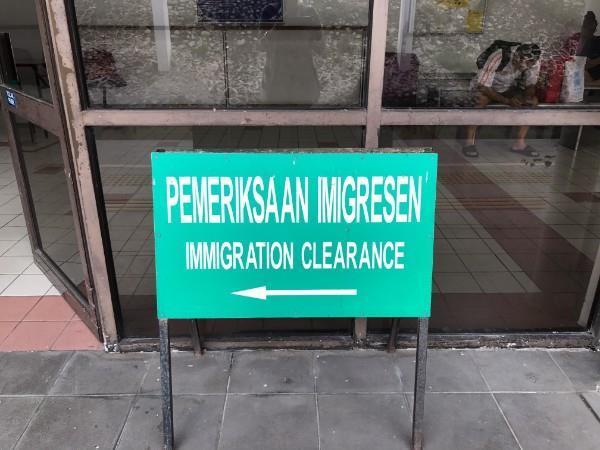 PEMERIKSAAN IMIGRESEN
IMMIGRATION CLEARANCE